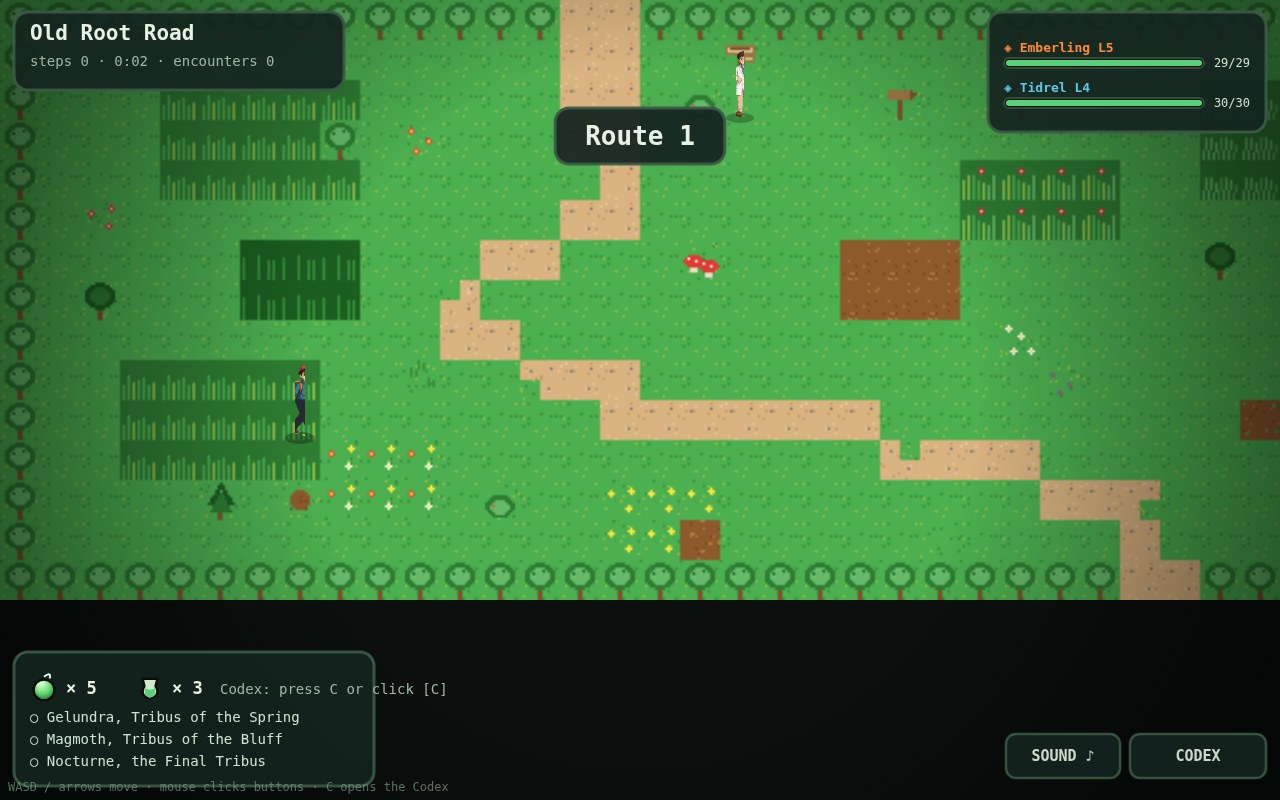 Old Root Road
steps 0 · 0:02 · encounters 0
◈ Emberling L5
29/29
◈ Tidrel L4
30/30
Route 1
× 5 × 3 Codex: press C or click [C]
○ Gelundra, Tribus of the Spring
○ Magmoth, Tribus of the Bluff
○ Nocturne, the Final Tribus
WASD / arrows move · mouse clicks buttons · C opens the Codex
SOUND ♪
CODEX